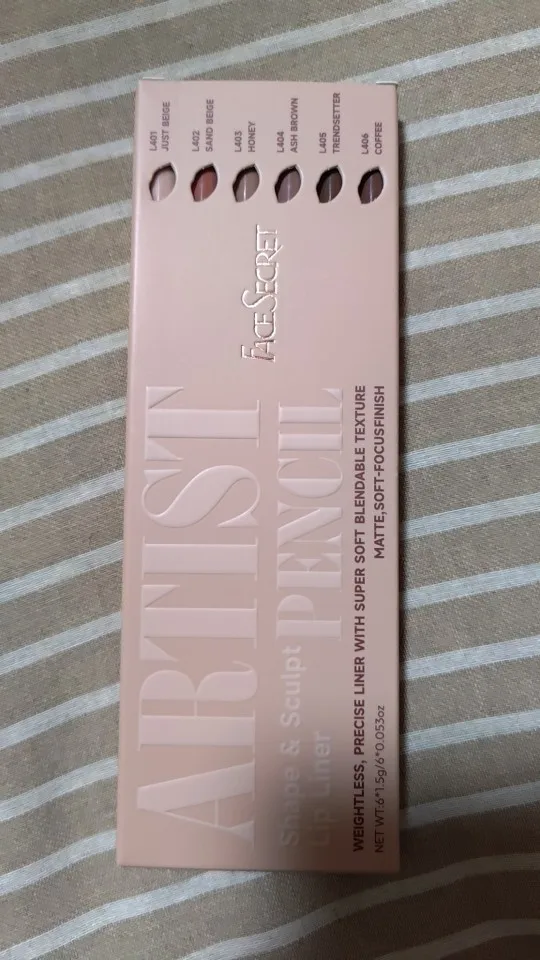 ARTIST
Shape & Sculpt
Lip Liner
PENCIL
WEIGHTLESS, PRECISE LINER WITH SUPER SOFT BLENDABLE TEXTURE
MATTE,SOFT-FOCUSFINISH
NET WT:6*1.5g/6*0.053oz
FACE SECRET
L401
JUST BEIGE
L402
SAND BEIGE
L403
HONEY
L404
ASH BROWN
L405
TRENDSETTER
L406
COFFEE